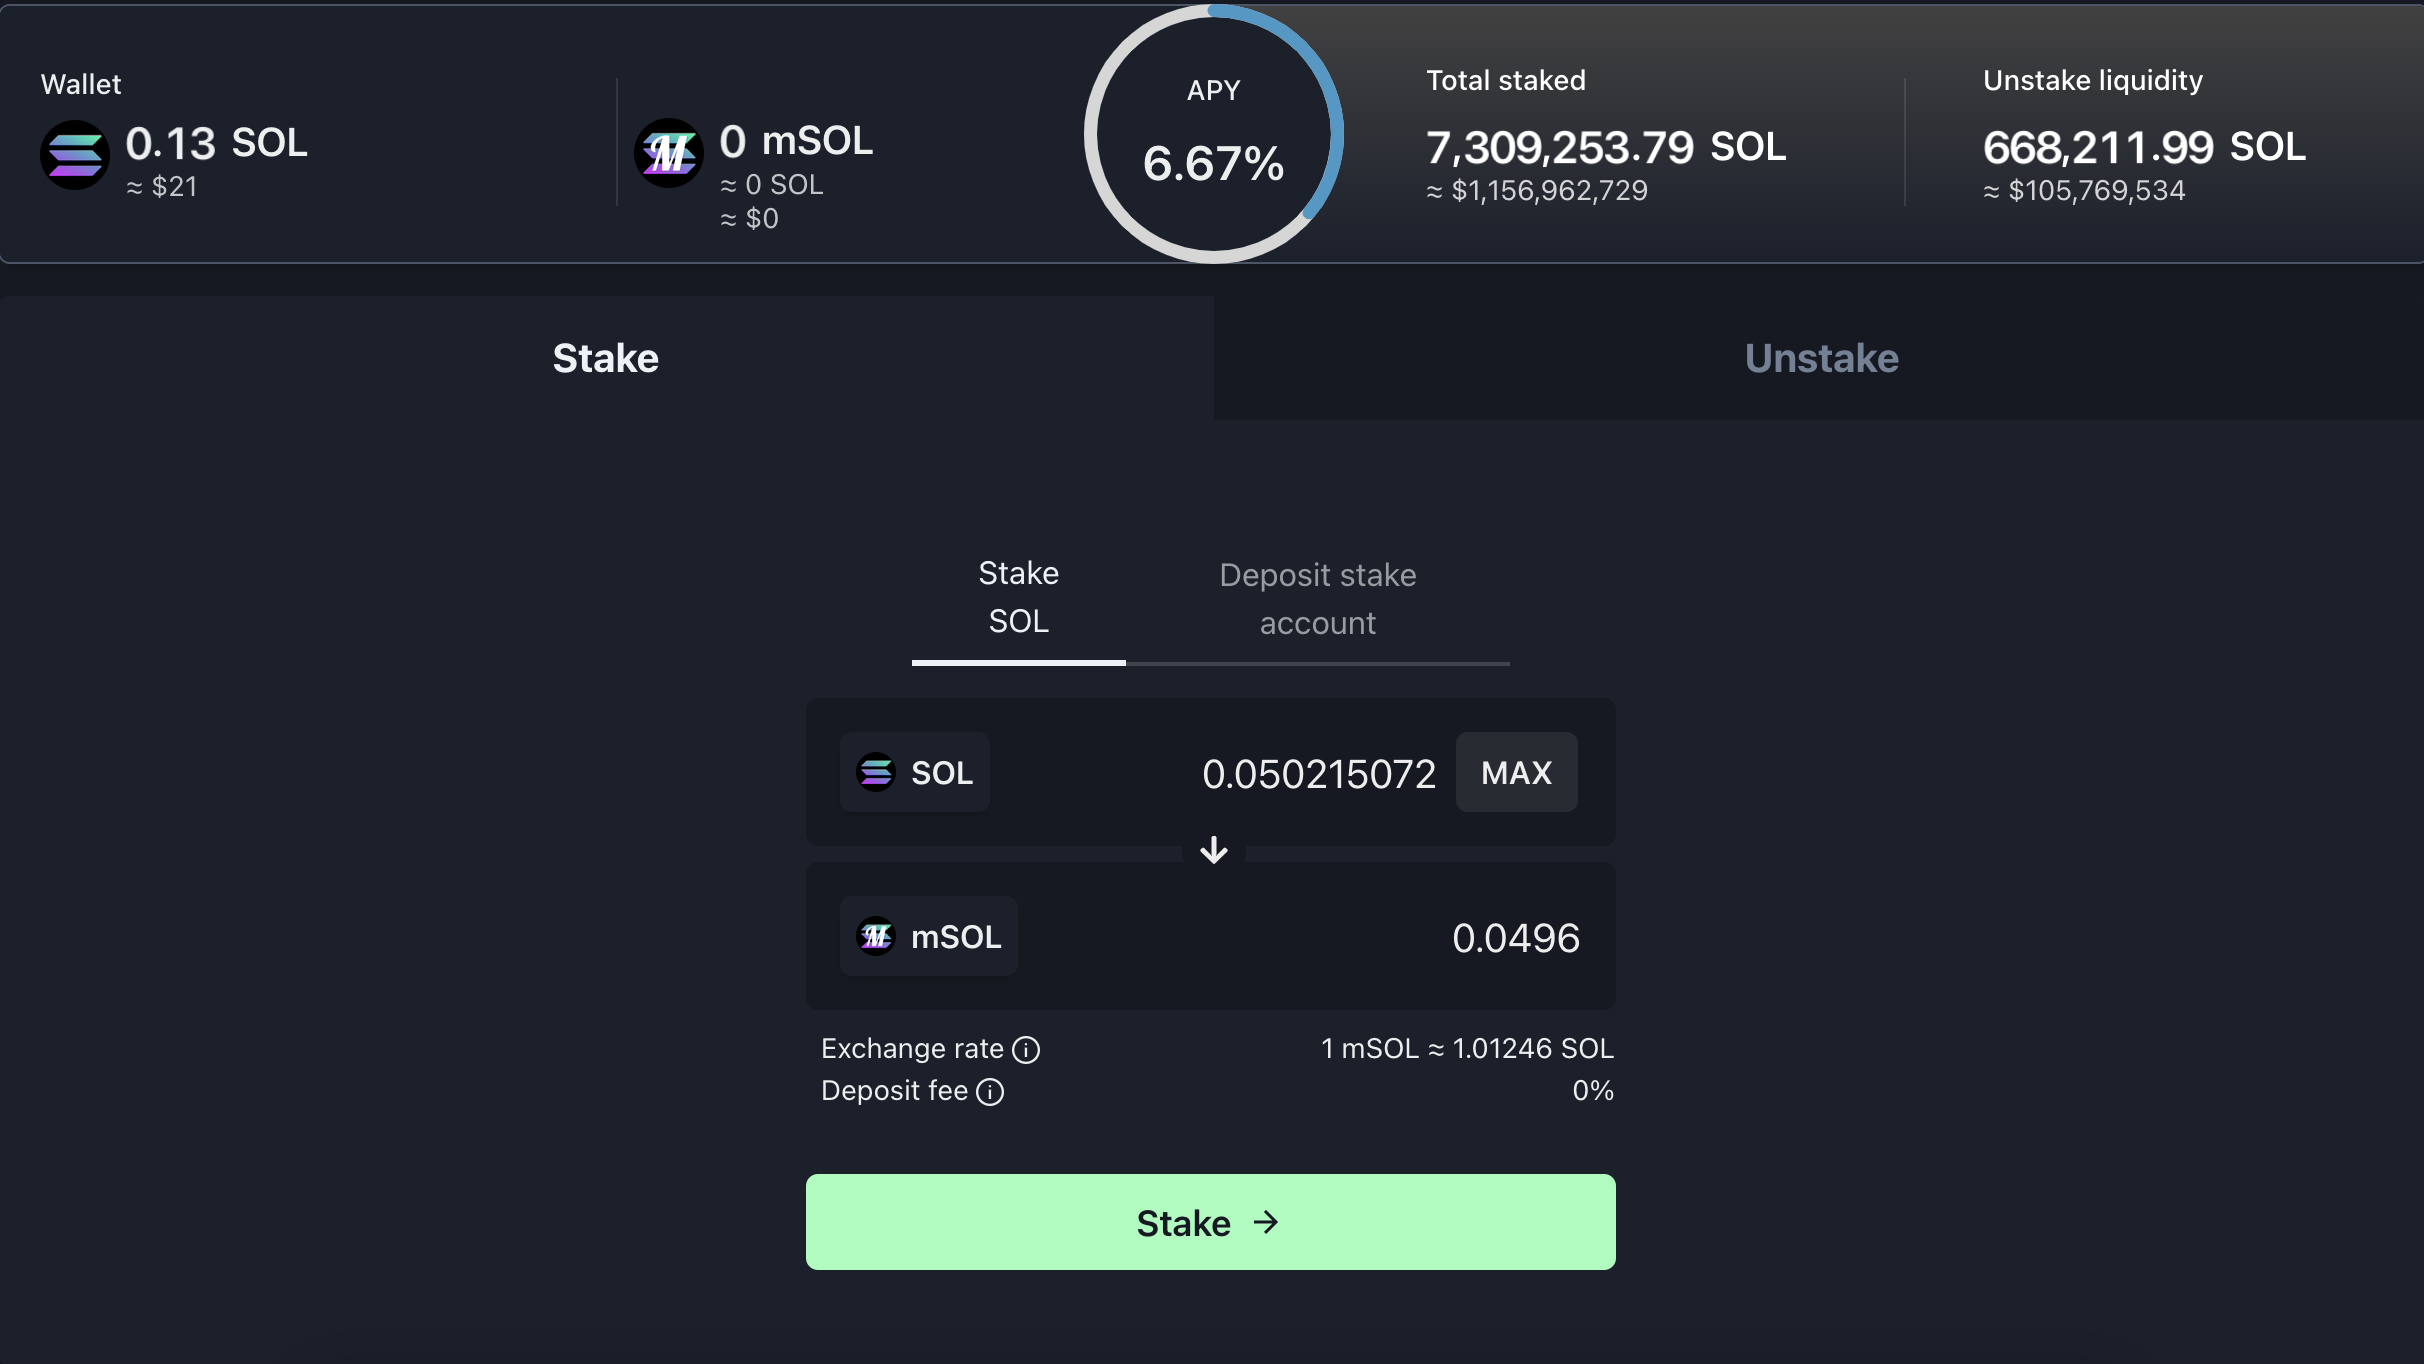 Wallet
0.13 SOL
≈ $21
0 mSOL
≈ 0 SOL
≈ $0
APY
6.67%
Total staked
7,309,253.79 SOL
≈ $1,156,962,729
Unstake liquidity
668,211.99 SOL
≈ $105,769,534
Stake
Unstake
Stake
SOL
Deposit stake
account
SOL
0.050215072
MAX
mSOL
0.0496
Exchange rate
1 mSOL ≈ 1.01246 SOL
Deposit fee
0%
Stake →